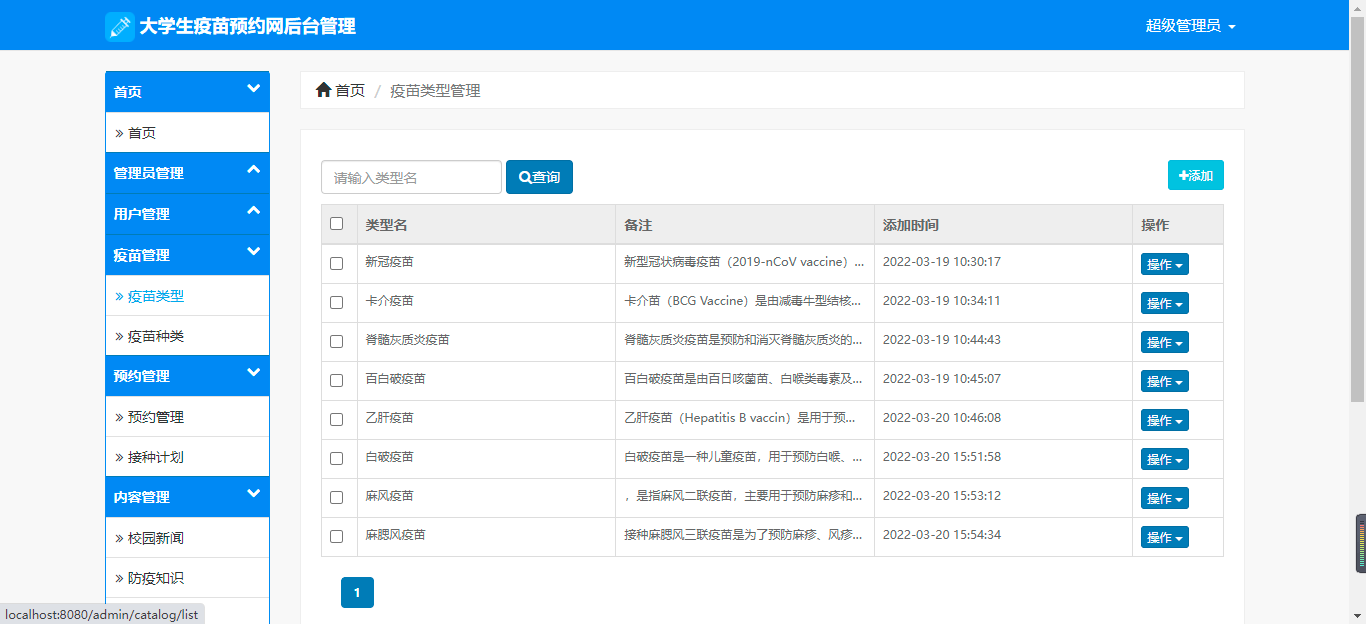 大学生疫苗预约网后台管理
超级管理员
首页
首页
管理员管理
用户管理
疫苗管理
疫苗类型
疫苗种类
预约管理
预约管理
接种计划
内容管理
校园新闻
防疫知识
localhost:8080/admin/catalog/list
首页 / 疫苗类型管理
请输入类型名 查询 添加
类型名 备注 添加时间 操作
新冠疫苗 新型冠状病毒疫苗（2019-nCoV vaccine）... 2022-03-19 10:30:17 操作
卡介疫苗 卡介苗（BCG Vaccine）是由减毒牛型结核... 2022-03-19 10:34:11 操作
脊髓灰质炎疫苗 脊髓灰质炎疫苗是预防和消灭脊髓灰质炎的... 2022-03-19 10:44:43 操作
百白破疫苗 百白破疫苗是由百日咳菌苗、白喉类毒素及... 2022-03-19 10:45:07 操作
乙肝疫苗 乙肝疫苗（Hepatitis B vaccin）是用于预... 2022-03-20 10:46:08 操作
白破疫苗 白破疫苗是一种儿童疫苗，用于预防白喉、... 2022-03-20 15:51:58 操作
麻风疫苗 ，是指麻风二联疫苗，主要用于预防麻疹和... 2022-03-20 15:53:12 操作
麻腮风疫苗 接种麻腮风三联疫苗是为了预防麻疹、风疹... 2022-03-20 15:54:34 操作
1